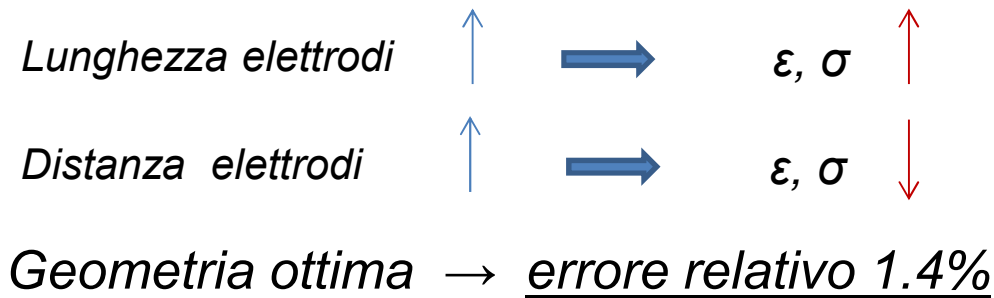 Lunghezza elettrodi ↑ → ε, σ ↑
Distanza elettrodi ↑ → ε, σ ↓
Geometria ottima → errore relativo 1.4%